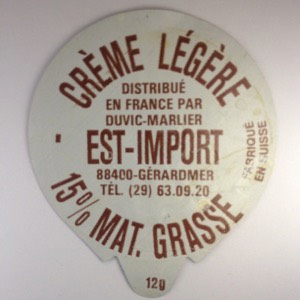 CRÈME LÉGÈRE
DISTRIBUÉ
EN FRANCE PAR
DUVIC-MARLIER
EST-IMPORT
88400-GÉRARDMER
TÉL. (29) 63.09.20
15% MAT. GRASSE
FABRIQUÉ
EN SUISSE
12g